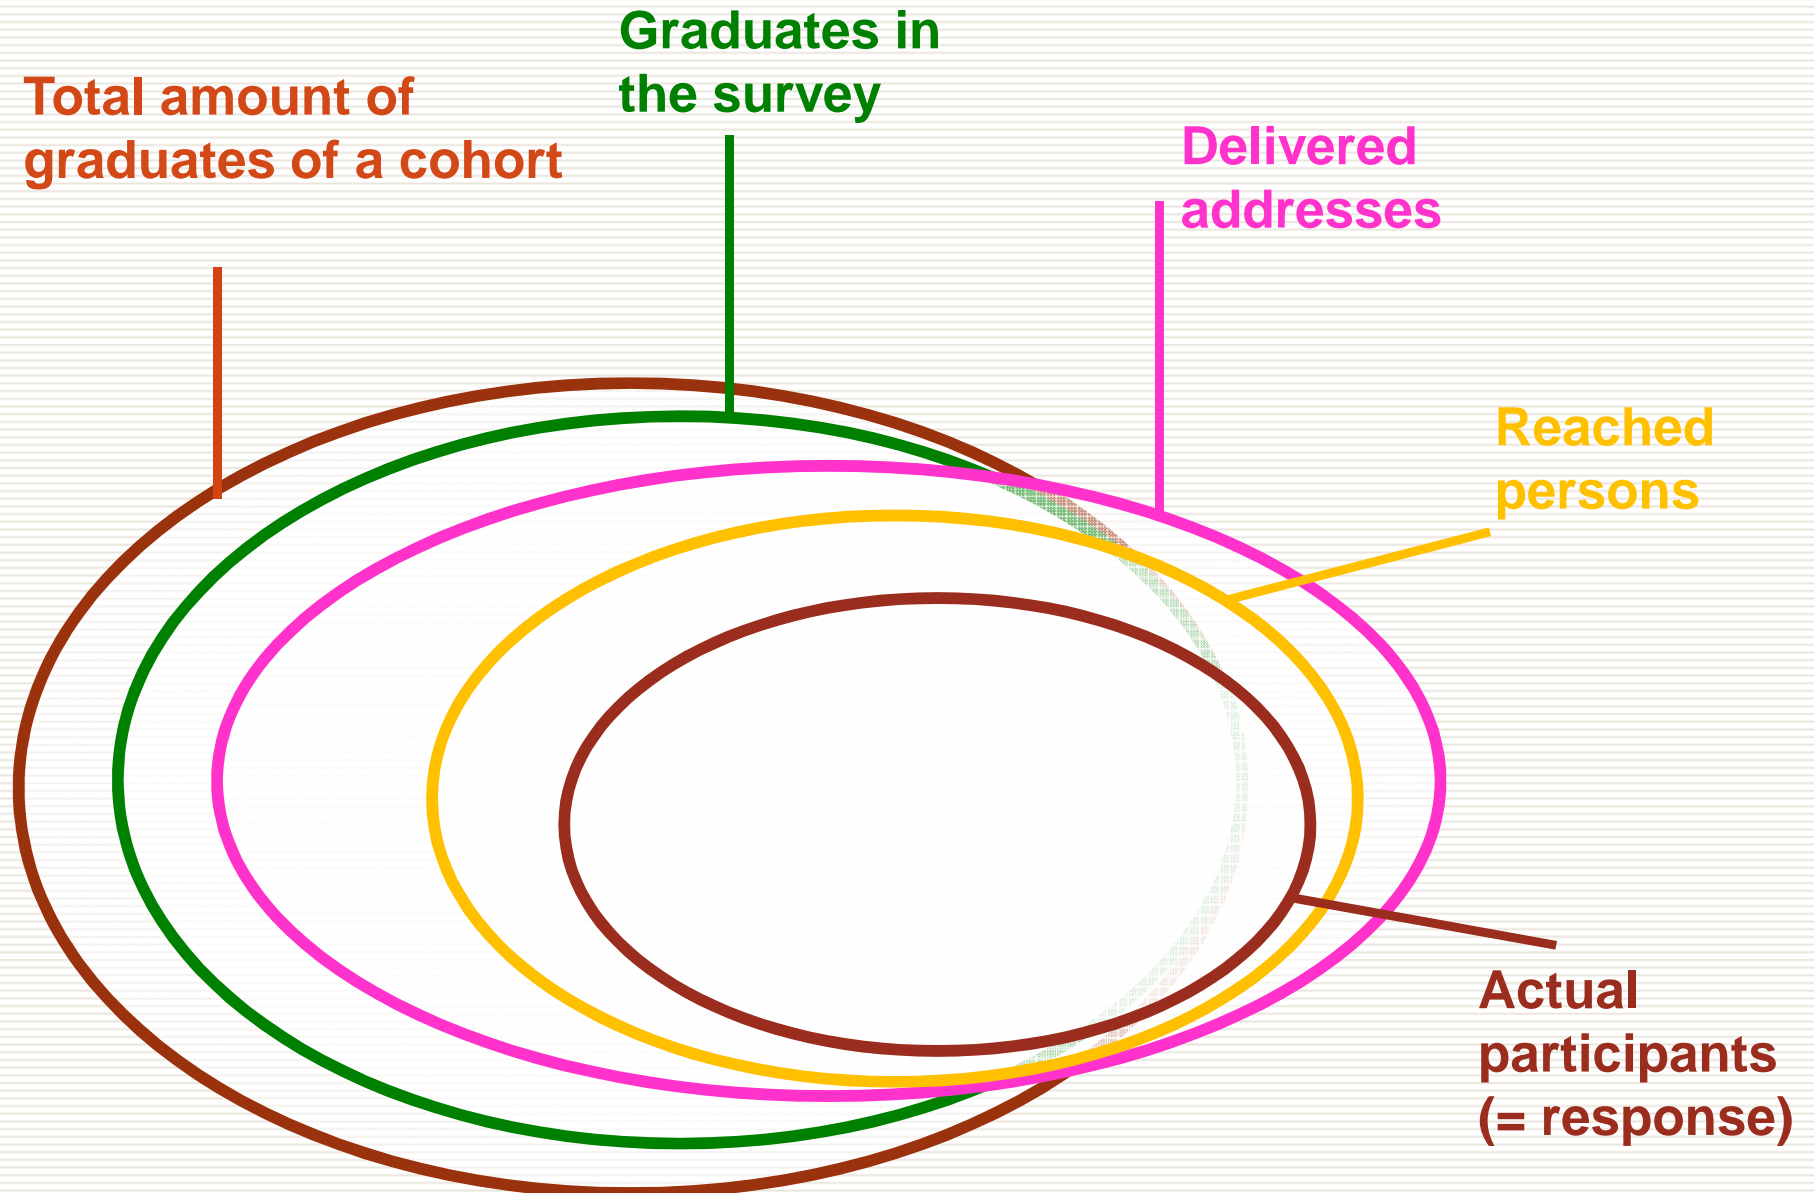 Graduates in
the survey
Total amount of
graduates of a cohort
Delivered
addresses
Reached
persons
Actual
participants
(= response)